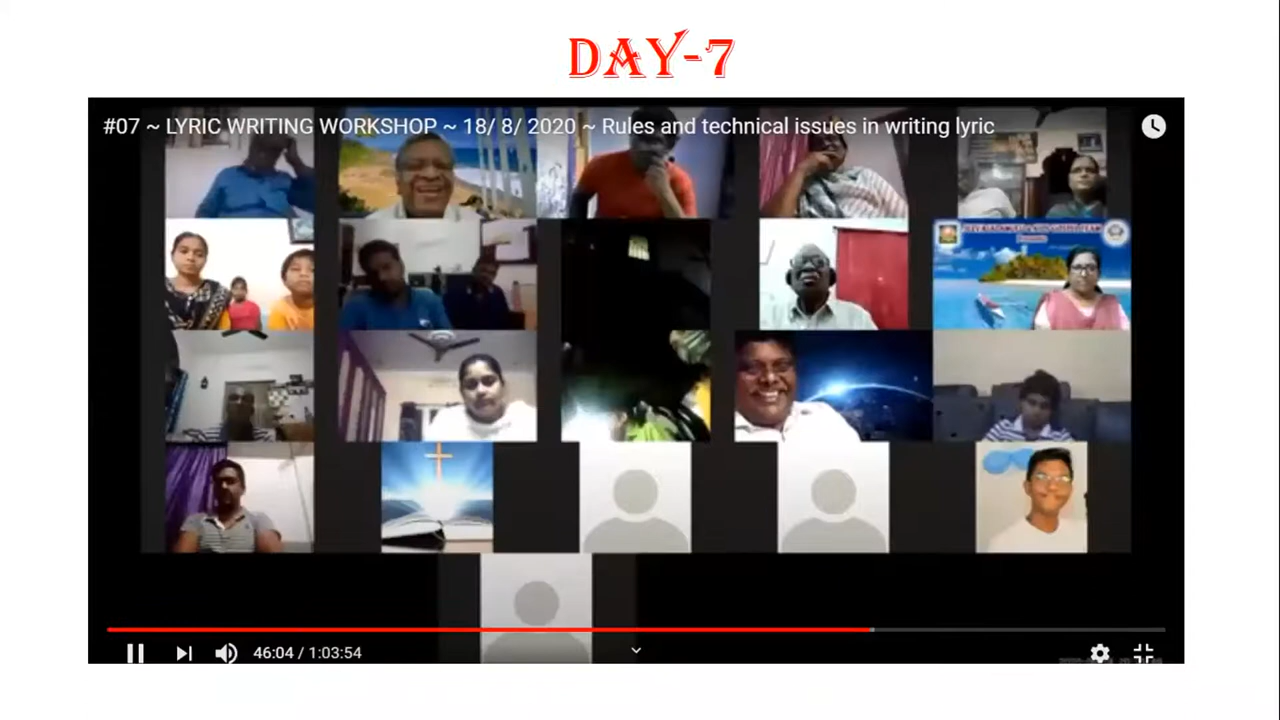 DAY-7
#07 ~ LYRIC WRITING WORKSHOP ~ 18/ 8/ 2020 ~ Rules and technical issues in writing lyric
46:04 / 1:03:54